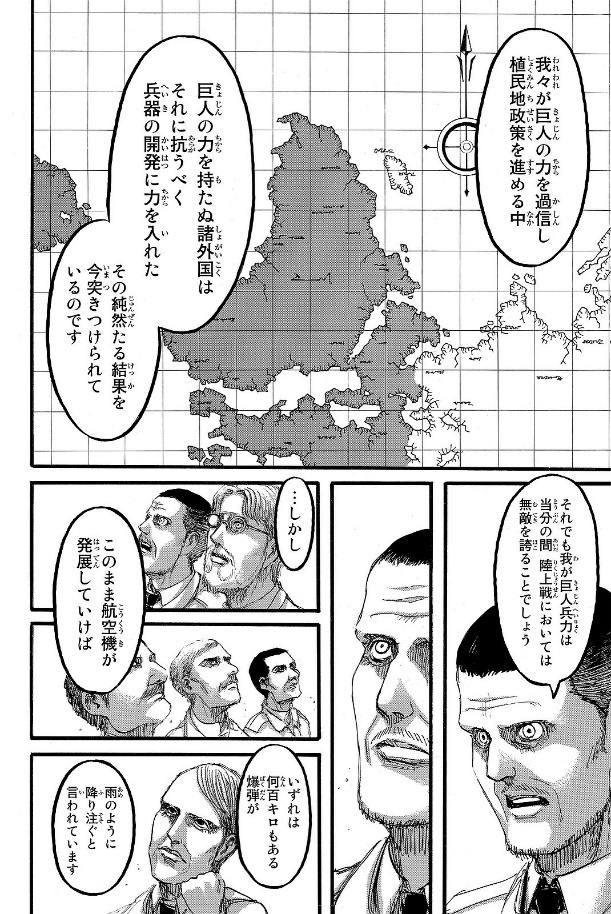 我々が巨人の力を過信し
植民地政策を進める中
巨人の力を持たぬ諸外国は
それに抗うべく
兵器の開発に力を入れた
その純然たる結果を
今突きつけられて
いるのです
それでも我が巨人兵力は
当分の間 陸上戦においては
無敵を誇ることでしょう
…しかし
このまま航空機が
発展していけば
いずれは
何百キロもある
爆弾が
雨のように
降り注ぐと
言われています